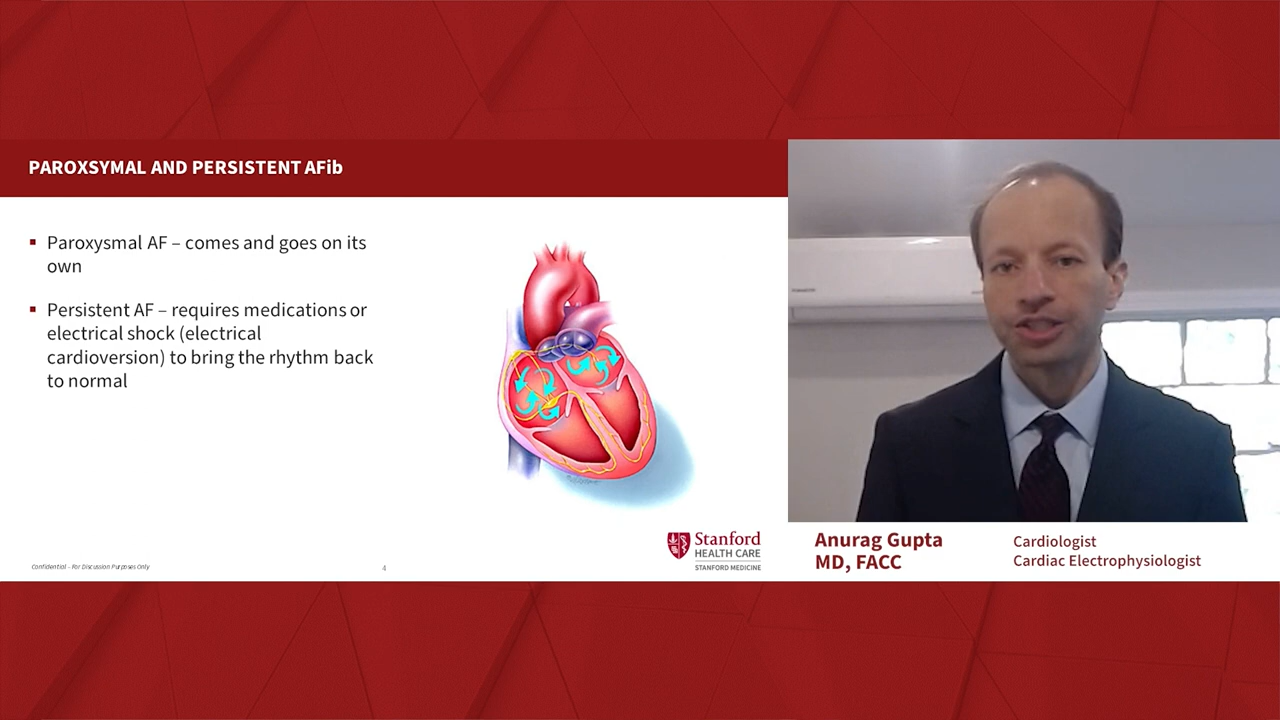 PAROXSYMAL AND PERSISTENT AFib
▪ Paroxysmal AF – comes and goes on its
own
▪ Persistent AF – requires medications or
electrical shock (electrical
cardioversion) to bring the rhythm back
to normal
Confidential - For Discussion Purposes Only
4
Stanford
HEALTH CARE
STANFORD MEDICINE
Anurag Gupta
MD, FACC
Cardiologist
Cardiac Electrophysiologist